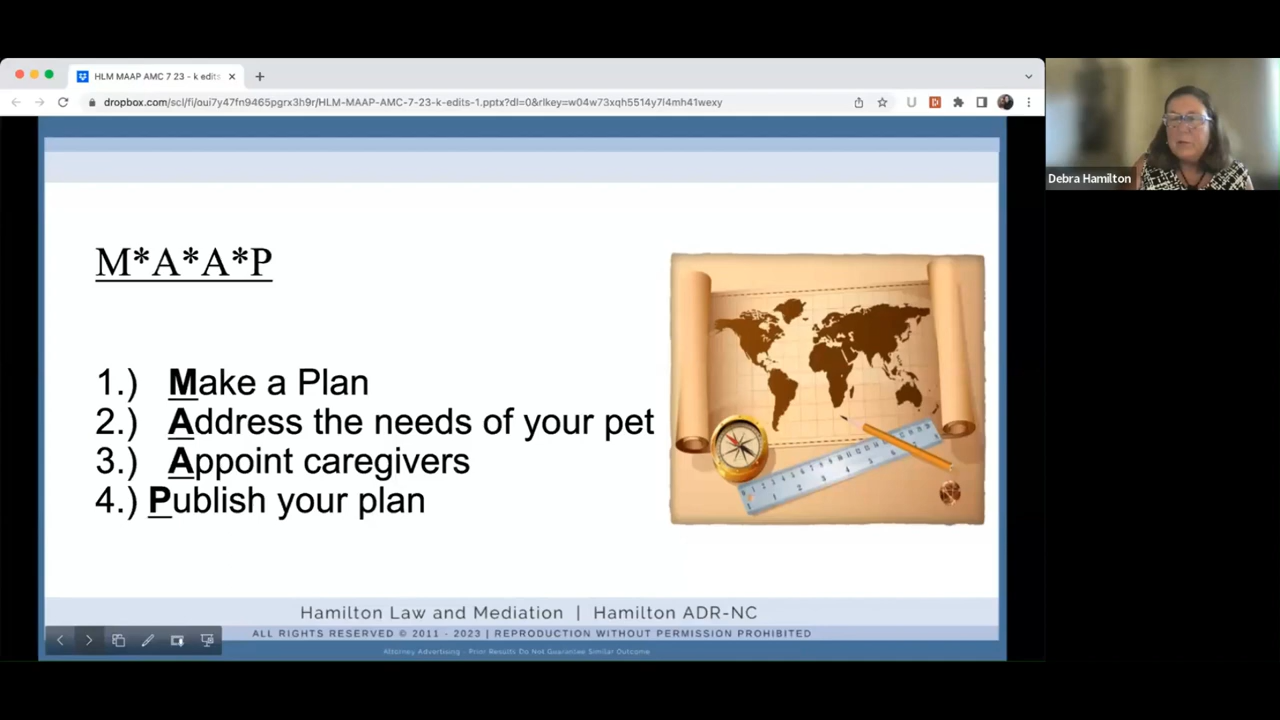 HLM MAAP AMC 7 23 - k edits
dropbox.com/scl/fi/oui7y47fn9465pgrx3h9r/HLM-MAAP-AMC-7-23-k-edits-1.pptx?dl=0&rlkey=w04w73xqh5514y7l4mh41wexy
Debra Hamilton
M*A*A*P
1.) Make a Plan
2.) Address the needs of your pet
3.) Appoint caregivers
4.) Publish your plan
Hamilton Law and Mediation | Hamilton ADR-NC
ALL RIGHTS RESERVED © 2011 - 2023 | REPRODUCTION WITHOUT PERMISSION PROHIBITED
Attorney Advertising - Prior Results Do Not Guarantee Similar Outcome